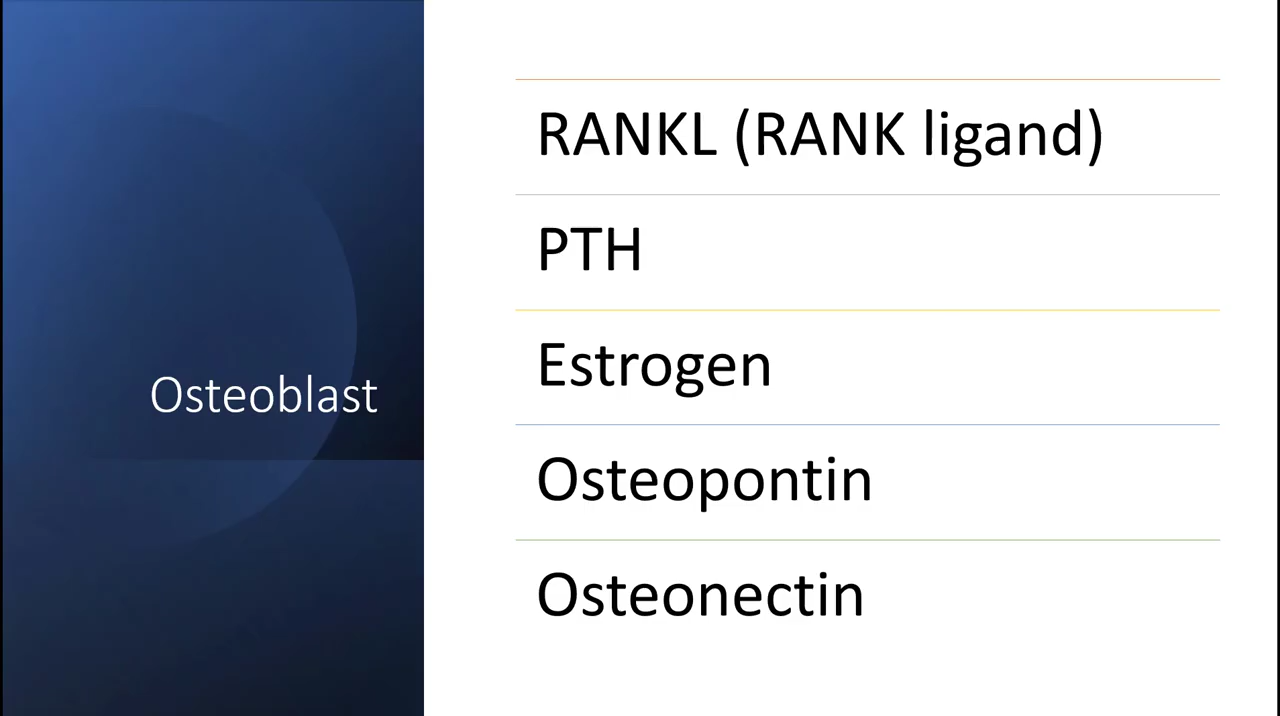 Osteoblast
RANKL (RANK ligand)
PTH
Estrogen
Osteopontin
Osteonectin